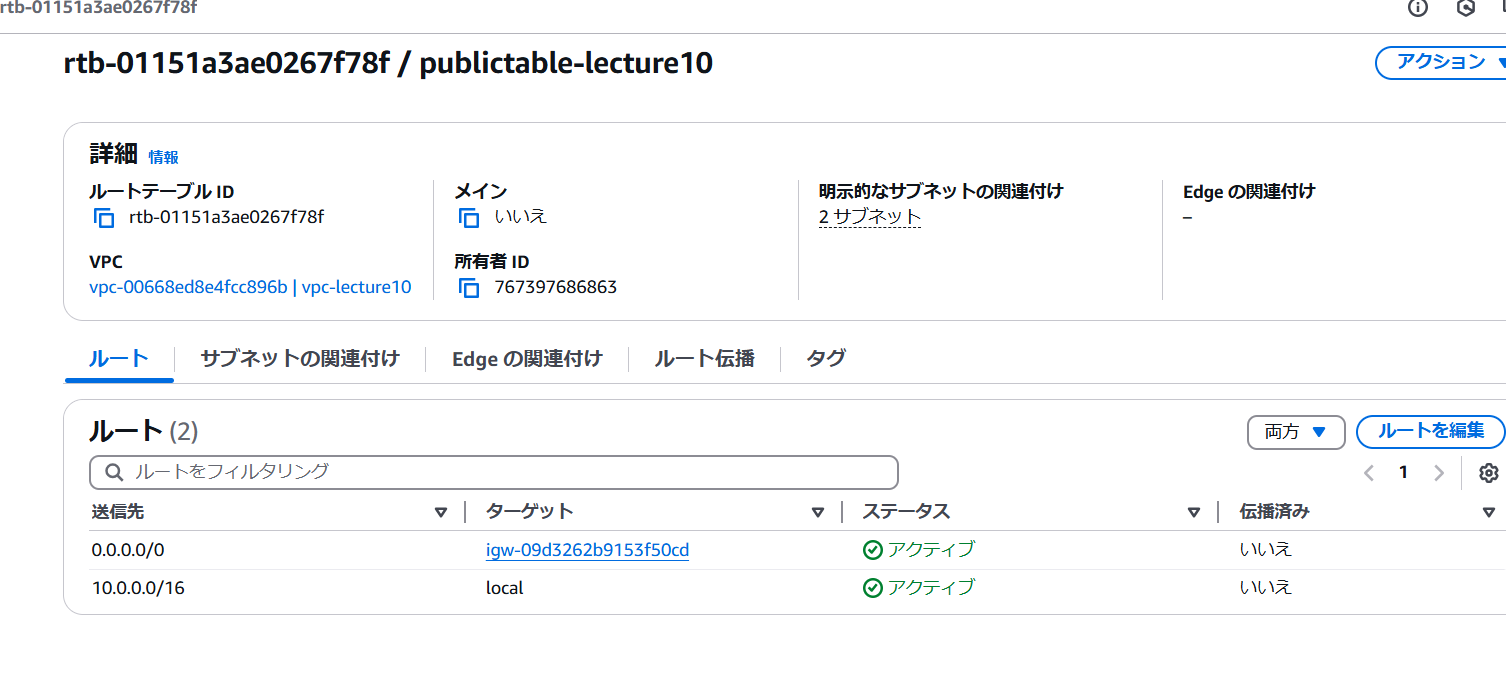 rtb-01151a3ae0267f78f
rtb-01151a3ae0267f78f / publictable-lecture10
アクション
詳細 情報
ルートテーブル ID
rtb-01151a3ae0267f78f
メイン
いいえ
明示的なサブネットの関連付け
2 サブネット
Edge の関連付け
–
VPC
vpc-00668ed8e4fcc896b | vpc-lecture10
所有者 ID
767397686863
ルート サブネットの関連付け Edge の関連付け ルート伝播 タグ
ルート (2)
両方 ルートを編集
ルートをフィルタリング
1
送信先 ターゲット ステータス 伝播済み
0.0.0.0/0 igw-09d3262b9153f50cd アクティブ いいえ
10.0.0.0/16 local アクティブ いいえ